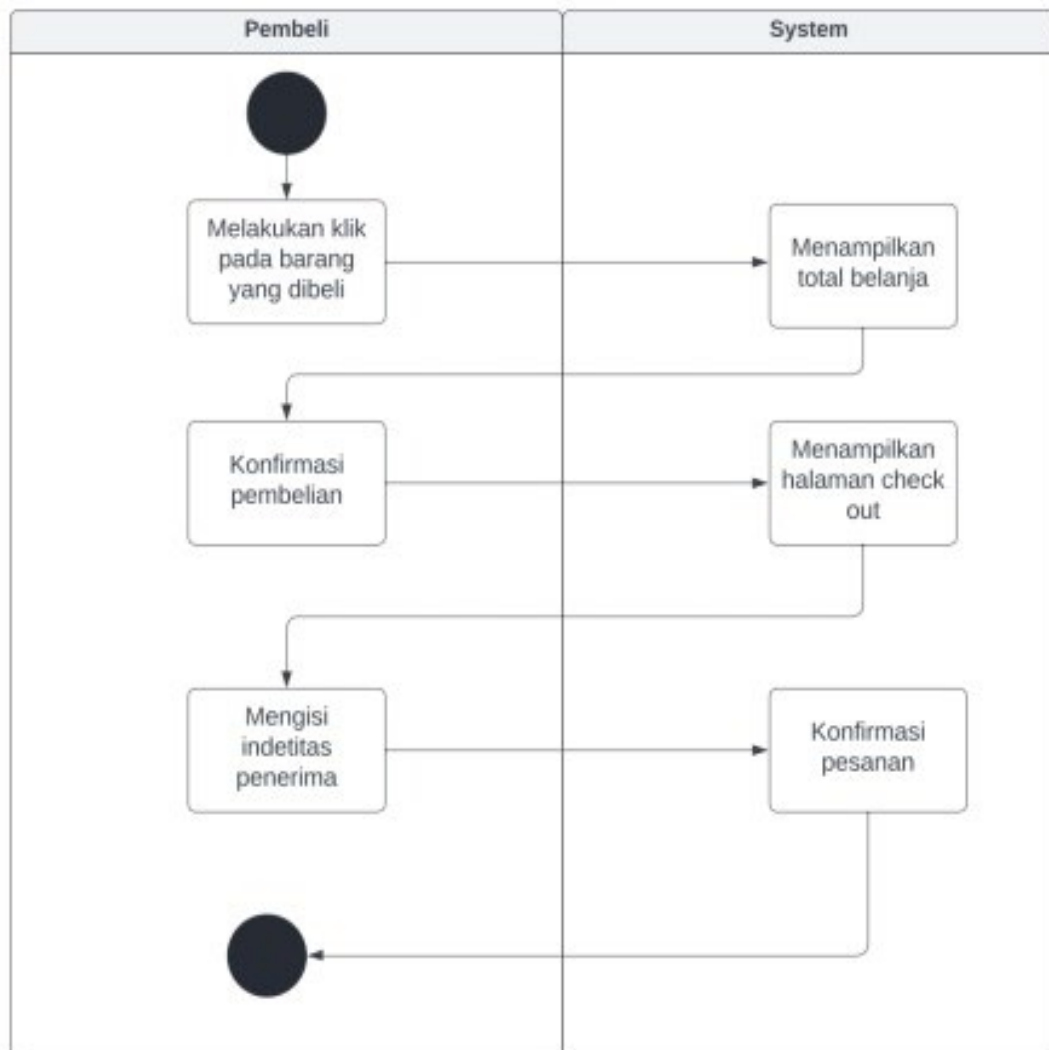 Pembeli
System
Melakukan klik
pada barang
yang dibeli
Menampilkan
total belanja
Konfirmasi
pembelian
Menampilkan
halaman check
out
Mengisi
indetitas
penerima
Konfirmasi
pesanan